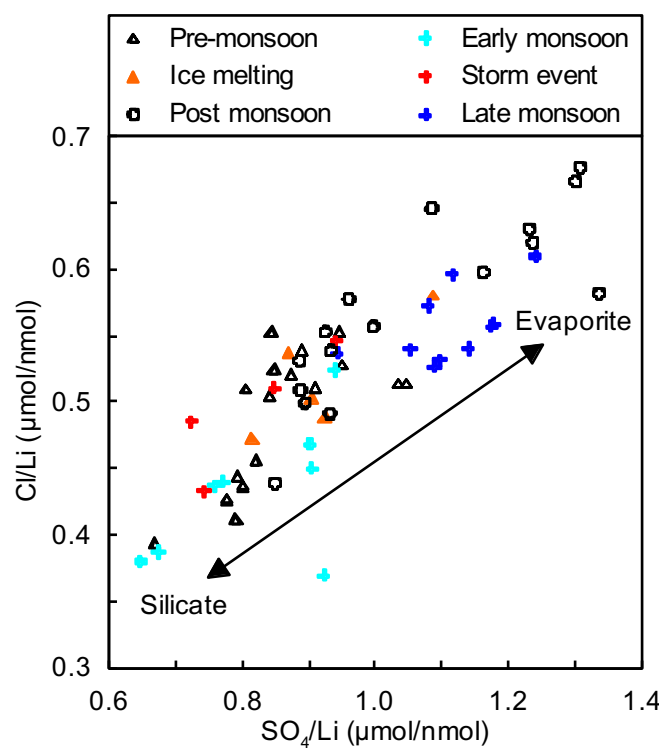 Pre-monsoon Early monsoon
Ice melting Storm event
Post monsoon Late monsoon
0.7
0.6
0.5
0.4
0.3
Cl/Li (μmol/nmol)
Evaporite
Silicate
0.6 0.8 1.0 1.2 1.4
SO₄/Li (μmol/nmol)